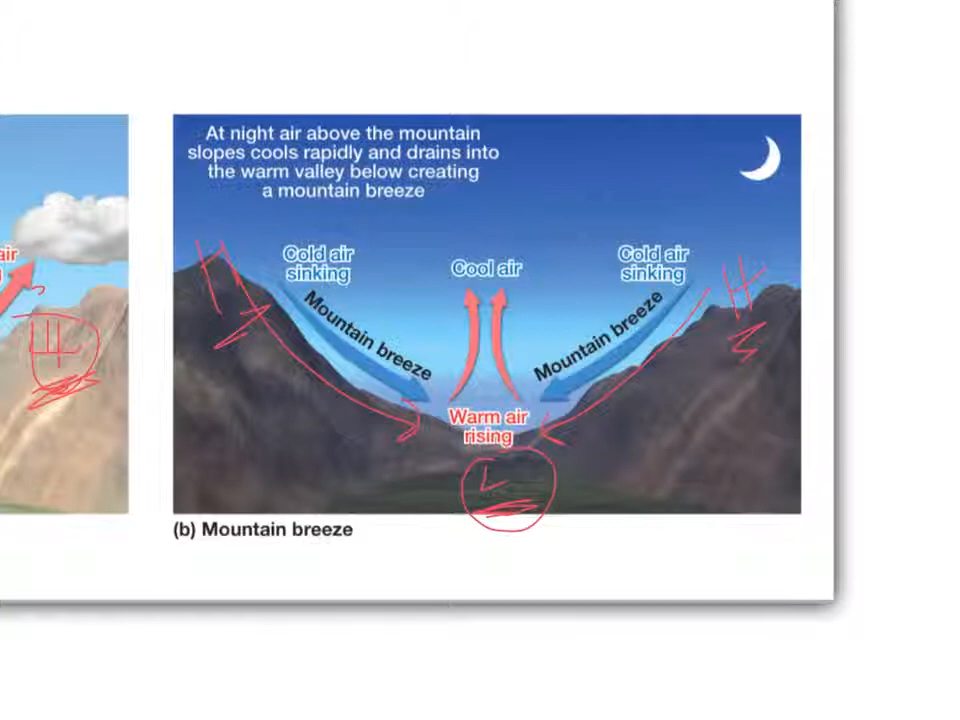 At night air above the mountain
slopes cools rapidly and drains into
the warm valley below creating
a mountain breeze
air
Cold air
sinking
Cool air
Cold air
sinking
Mountain breeze
Mountain breeze
Warm air
rising
H
H
L
(b) Mountain breeze